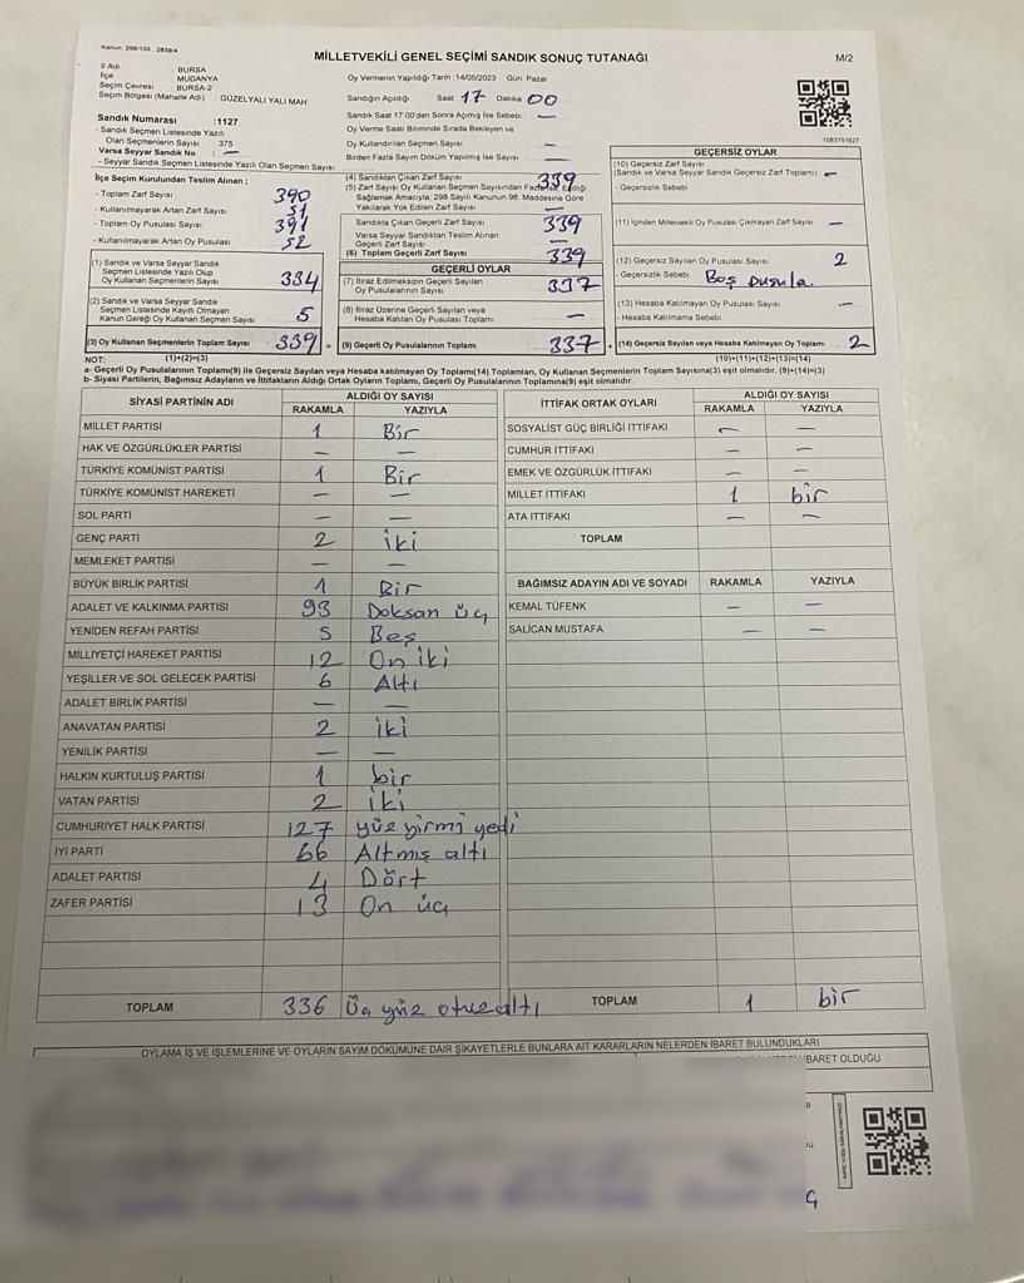 MİLLETVEKİLİ GENEL SEÇİMİ SANDIK SONUÇ TUTANAĞI
M/2
İlçe : MUDANYA
Seçim Çevresi : BURSA-2
Seçim Bölgesi (Mahalle Adı) : GÜZELYALI YALI MAH
Sandık Numarası : 1127
- Sandık Seçmen Listesinde Yazılı
Olan Seçmenlerin Sayısı 375
Varsa Seyyar Sandık No : —
- Seyyar Sandık Seçmen Listesinde Yazılı Olan Seçmen Sayısı
İlçe Seçim Kurulundan Teslim Alınan ;
- Toplam Zarf Sayısı 390
- Kullanılmayarak Artan Zarf Sayısı 51
- Toplam Oy Pusulası Sayısı 391
- Kullanılmayarak Artan Oy Pusulası 52
(1) Sandık ve Varsa Seyyar Sandık
Seçmen Listesinde Yazılı Olup
Oy Kullanan Seçmenlerin Sayısı 334
(2) Sandık ve Varsa Seyyar Sandık
Seçmen Listesinde Kayıtlı Olmayan
Kanun Gereği Oy Kullanan Seçmen Sayısı 5
(3) Oy Kullanan Seçmenlerin Toplam Sayısı 339
(1)+(2)=(3)
Oy Vermenin Yapıldığı Tarih :14/05/2023 Gün: Pazar
Sandığın Açıldığı Saat 17 Dakika 00
Sandık Saat 17:00'dan Sonra Açılmış İse Sebebi —
Oy Verme Saati Bitiminde Sırada Bekleyen ve
Oy Kullandırılan Seçmen Sayısı —
Birden Fazla Sayım Döküm Yapılmış İse Sayısı —
(4) Sandıktan Çıkan Zarf Sayısı 339
(5) Zarf Sayısı Oy Kullanan Seçmen Sayısından Fazla Eşitliği
Sağlamak Amacıyla, 298 Sayılı Kanunun 98. Maddesine Göre
Yakılarak Yok Edilen Zarf Sayısı —
Sandıkta Çıkan Geçerli Zarf Sayısı 339
Varsa Seyyar Sandıktan Teslim Alınan
Geçerli Zarf Sayısı —
(6) Toplam Geçerli Zarf Sayısı 339
GEÇERLİ OYLAR
(7) İtiraz Edilmeksizin Geçerli Sayılan
Oy Pusulalarının Sayısı 337
(8) İtiraz Üzerine Geçerli Sayılan veya
Hesaba Katılan Oy Pusulası Toplamı —
(9) Geçerli Oy Pusulalarının Toplamı 337
GEÇERSİZ OYLAR
(10) Geçersiz Zarf Sayısı
(Sandık ve Varsa Seyyar Sandık Geçersiz Zarf Toplamı) —
- Geçersizlik Sebebi
(11) İçinden Milletvekili Oy Pusulası Çıkmayan Zarf Sayısı —
(12) Geçersiz Sayılan Oy Pusulası Sayısı 2
- Geçersizlik Sebebi Boş pusula.
(13) Hesaba Katılmayan Oy Pusulası Sayısı —
- Hesaba Katılmama Sebebi
(14) Geçersiz Sayılan veya Hesaba Katılmayan Oy Toplamı 2
(10)+(11)+(12)+(13)=(14)
NOT:
a- Geçerli Oy Pusulaları Toplamı(9) ile Geçersiz Sayılan veya Hesaba katılmayan Oy Toplamı(14) Toplamları, Oy Kullanan Seçmenlerin Toplam Sayısına(3) eşit olmalıdır. (9)+(14)=(3)
b- Siyasi Partilerin, Bağımsız Adayların ve İttifakların Aldığı Ortak Oyların Toplamı, Geçerli Oy Pusulalarının Toplamına(9) eşit olmalıdır.
SİYASİ PARTİNİN ADI ALDIĞI OY SAYISI
RAKAMLA YAZIYLA
MİLLET PARTİSİ 1 Bir
HAK VE ÖZGÜRLÜKLER PARTİSİ — —
TÜRKİYE KOMÜNİST PARTİSİ 1 Bir
TÜRKİYE KOMÜNİST HAREKETİ — —
SOL PARTİ — —
GENÇ PARTİ 2 iki
MEMLEKET PARTİSİ — —
BÜYÜK BİRLİK PARTİSİ 1 Bir
ADALET VE KALKINMA PARTİSİ 93 Doksan üç
YENİDEN REFAH PARTİSİ 5 Beş
MİLLİYETÇİ HAREKET PARTİSİ 12 On iki
YEŞİLLER VE SOL GELECEK PARTİSİ 6 Altı
ADALET BİRLİK PARTİSİ — —
ANAVATAN PARTİSİ 2 iki
YENİLİK PARTİSİ — —
HALKIN KURTULUŞ PARTİSİ 1 bir
VATAN PARTİSİ 2 iki
CUMHURİYET HALK PARTİSİ 127 yüz yirmi yedi
İYİ PARTİ 66 Altmış altı
ADALET PARTİSİ 4 Dört
ZAFER PARTİSİ 13 On üç
TOPLAM 336 Üç yüz otuz altı
İTTİFAK ORTAK OYLARI ALDIĞI OY SAYISI
RAKAMLA YAZIYLA
SOSYALİST GÜÇ BİRLİĞİ İTTİFAKI — —
CUMHUR İTTİFAKI — —
EMEK VE ÖZGÜRLÜK İTTİFAKI — —
MİLLET İTTİFAKI 1 bir
ATA İTTİFAKI — —
TOPLAM
BAĞIMSIZ ADAYIN ADI VE SOYADI RAKAMLA YAZIYLA
KEMAL TÜFENK — —
SALİCAN MUSTAFA — —
TOPLAM 1 bir
OYLAMA İŞ VE İŞLEMLERİNE VE OYLARIN SAYIM DÖKÜMÜNE DAİR ŞİKAYETLERLE BUNLARA AİT KARARLARIN NELERDEN İBARET BULUNDUKLARI
İBARET OLDUĞU